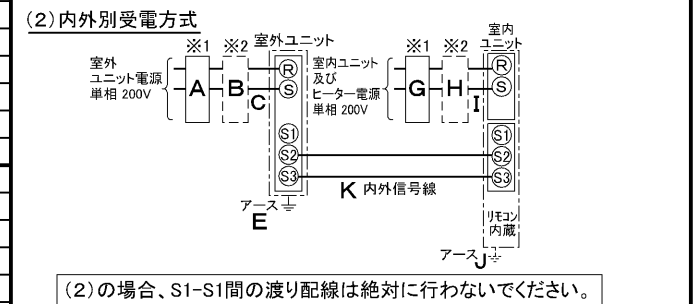 (2)内外別受電方式
※1 ※2 室外ユニット
室外
ユニット電源
単相 200V
A
B
C
R
S
S1
S2
S3
アース
E
※1 ※2
室内ユニット
及び
ヒーター電源
単相 200V
G
H
I
室内
ユニット
R
S
S1
S2
S3
K 内外信号線
リモコン
内蔵
アース J
(2)の場合、S1-S1間の渡り配線は絶対に行わないでください。